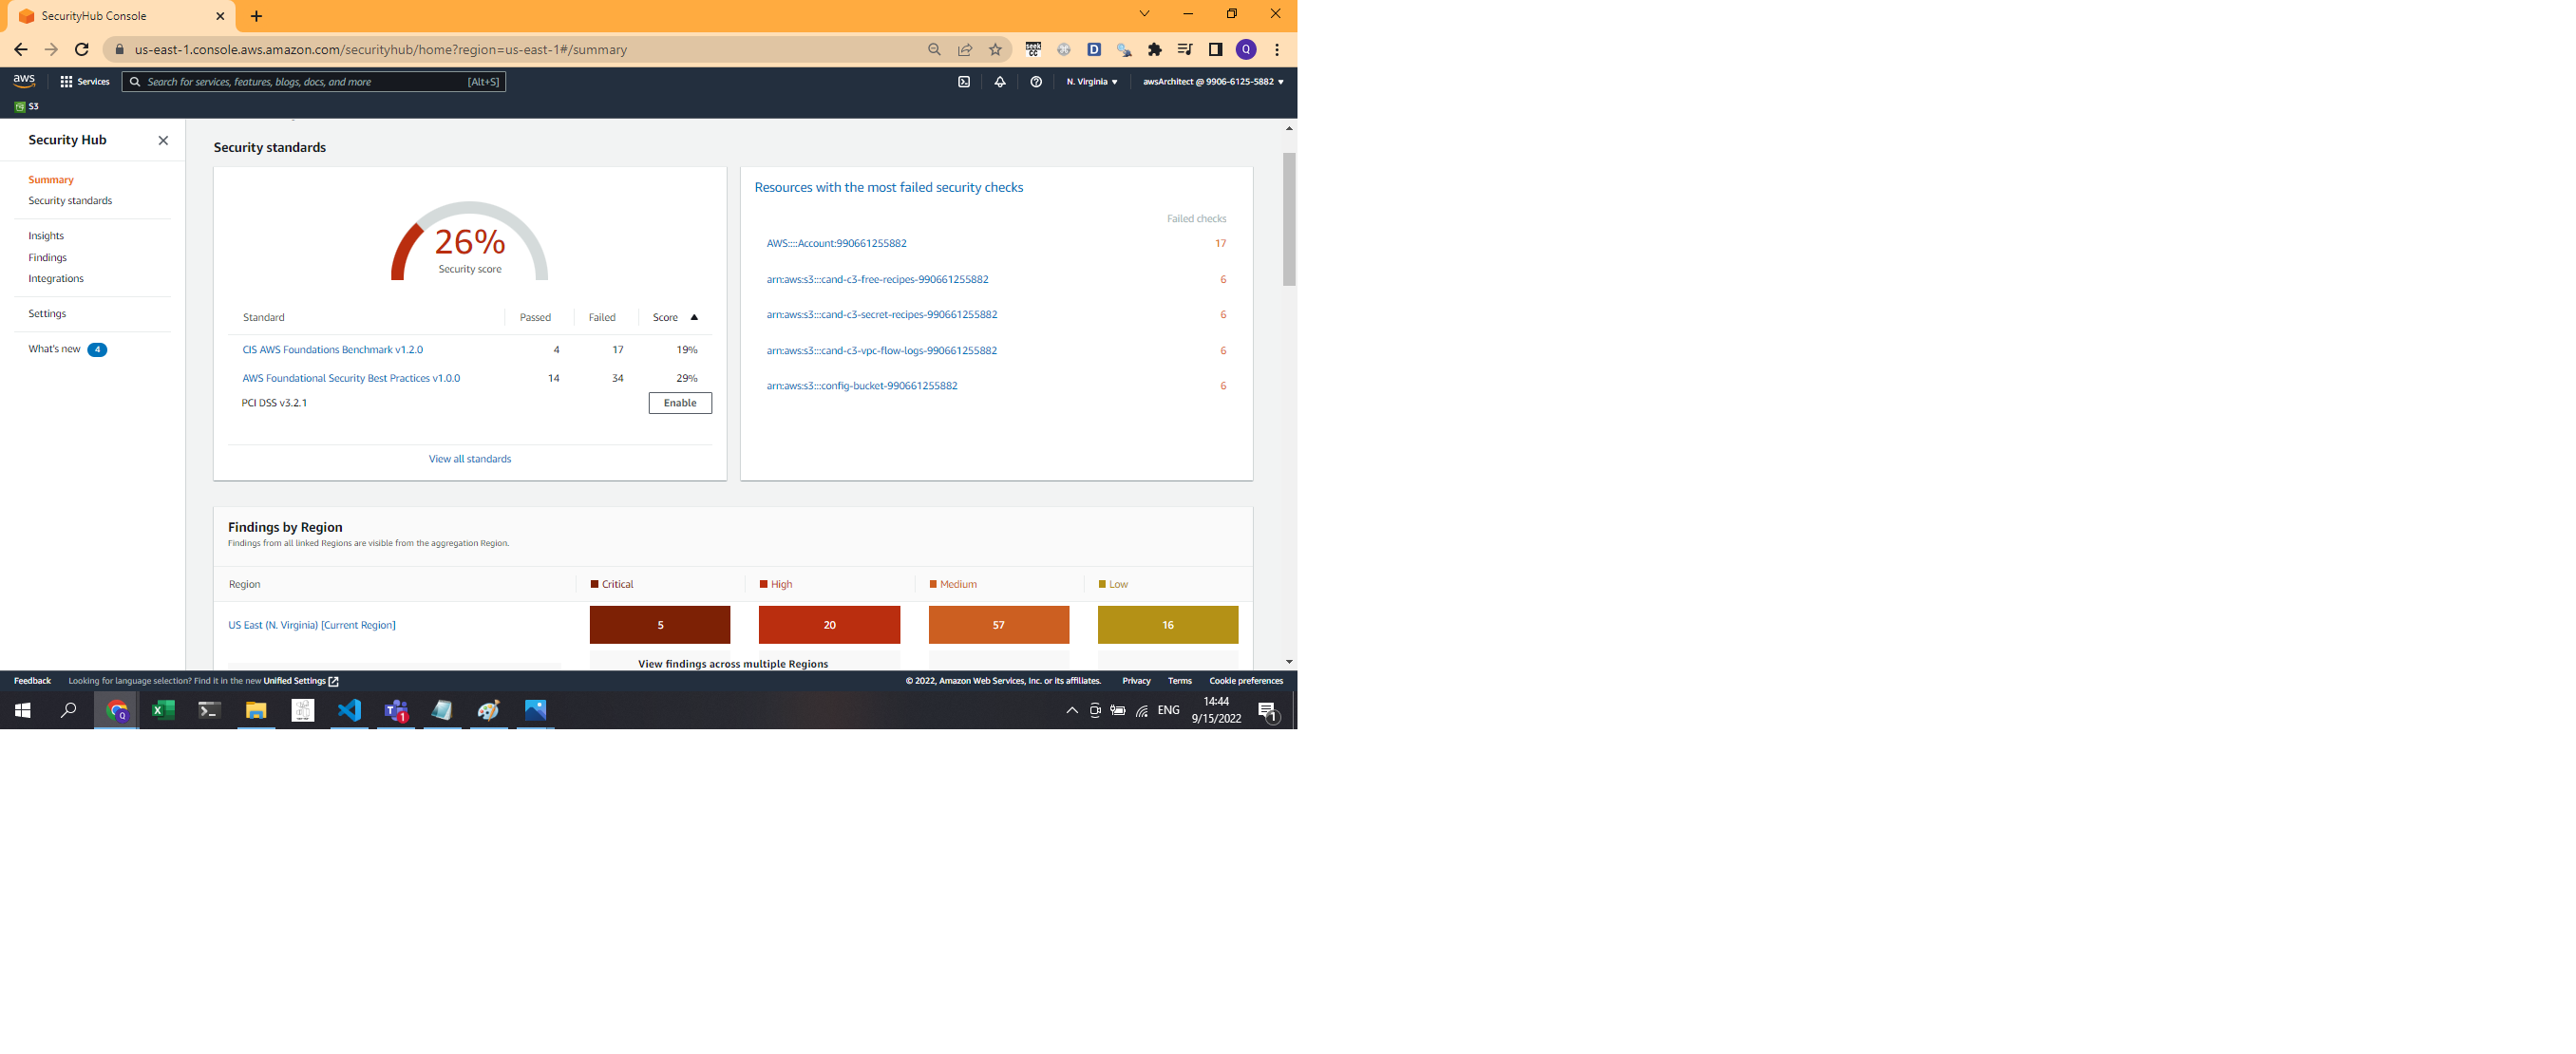 SecurityHub Console
us-east-1.console.aws.amazon.com/securityhub/home?region=us-east-1#/summary
seek
CC
D
Q
aws
Services
Search for services, features, blogs, docs, and more
[Alt+S]
N. Virginia
awsArchitect @ 9906-6125-5882
S3
Security Hub
Summary
Security standards
Insights
Findings
Integrations
Settings
What's new 4
Security standards
26%
Security score
Standard Passed Failed Score
CIS AWS Foundations Benchmark v1.2.0 4 17 19%
AWS Foundational Security Best Practices v1.0.0 14 34 29%
PCI DSS v3.2.1 Enable
View all standards
Resources with the most failed security checks
Failed checks
AWS::::Account:990661255882 17
arn:aws:s3:::cand-c3-free-recipes-990661255882 6
arn:aws:s3:::cand-c3-secret-recipes-990661255882 6
arn:aws:s3:::cand-c3-vpc-flow-logs-990661255882 6
arn:aws:s3:::config-bucket-990661255882 6
Findings by Region
Findings from all linked Regions are visible from the aggregation Region.
Region Critical High Medium Low
US East (N. Virginia) [Current Region] 5 20 57 16
View findings across multiple Regions
Feedback Looking for language selection? Find it in the new Unified Settings
© 2022, Amazon Web Services, Inc. or its affiliates. Privacy Terms Cookie preferences
ENG
14:44
9/15/2022
1